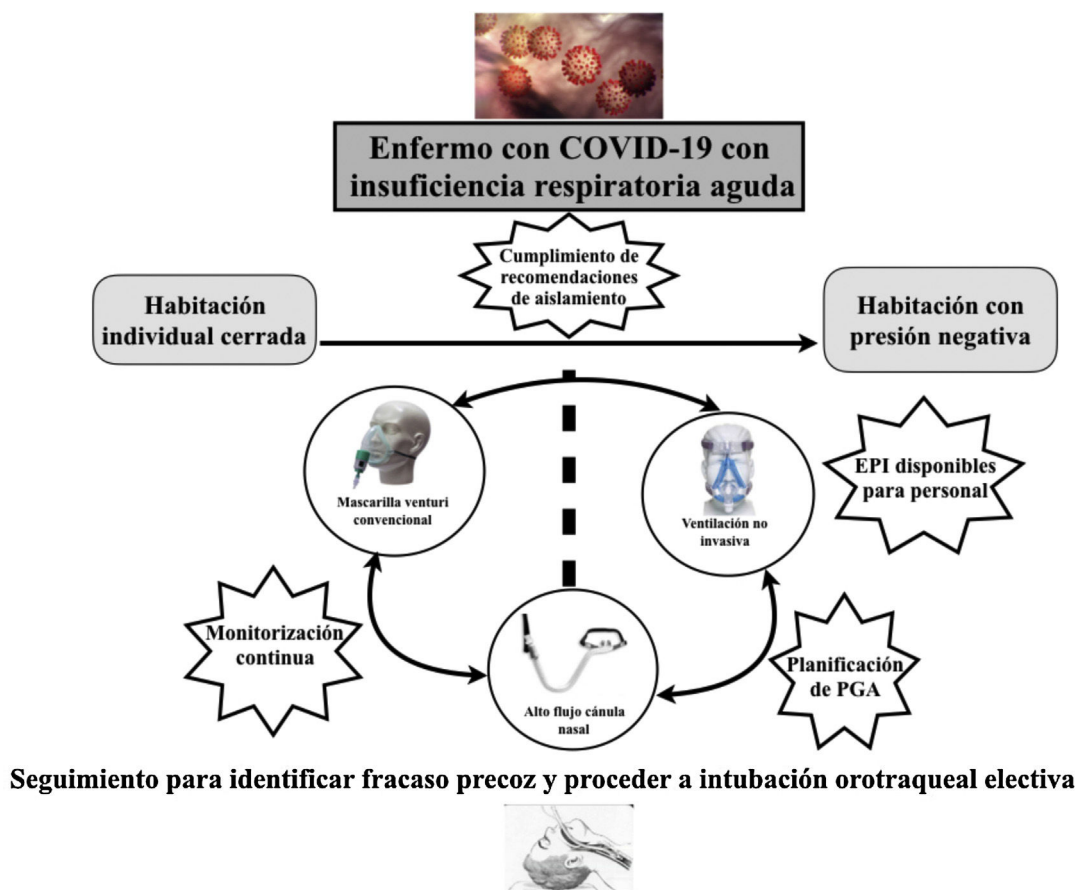 Enfermo con COVID-19 con
insuficiencia respiratoria aguda
Cumplimiento de
recomendaciones
de aislamiento
Habitación
individual cerrada
Habitación con
presión negativa
Mascarilla venturi
convencional
Ventilación no
invasiva
EPI disponibles
para personal
Monitorización
continua
Alto flujo cánula
nasal
Planificación
de PGA
Seguimiento para identificar fracaso precoz y proceder a intubación orotraqueal electiva